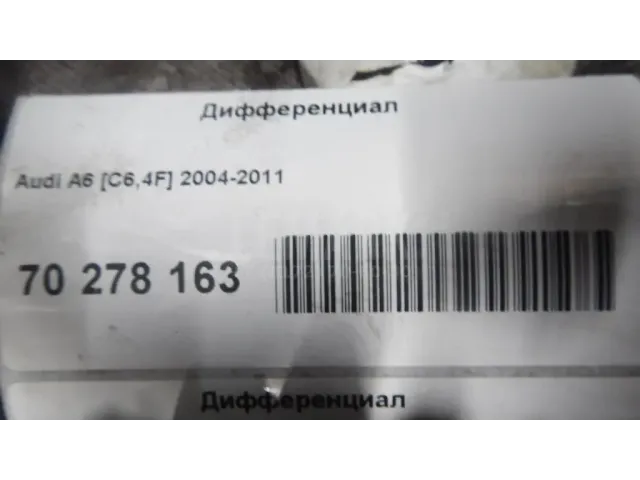 Дифференциал
Audi A6 [C6,4F] 2004-2011
70 278 163
Дифференциал